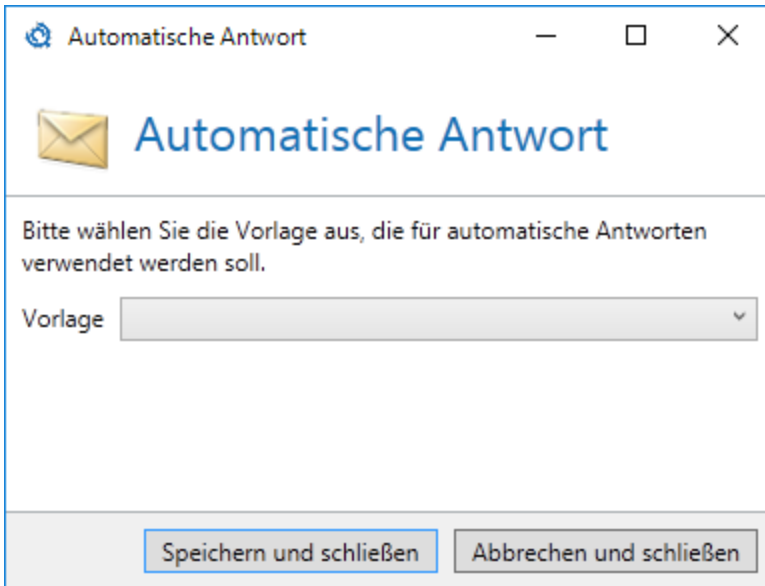 Automatische Antwort
Automatische Antwort
Bitte wählen Sie die Vorlage aus, die für automatische Antworten
verwendet werden soll.
Vorlage
Speichern und schließen Abbrechen und schließen